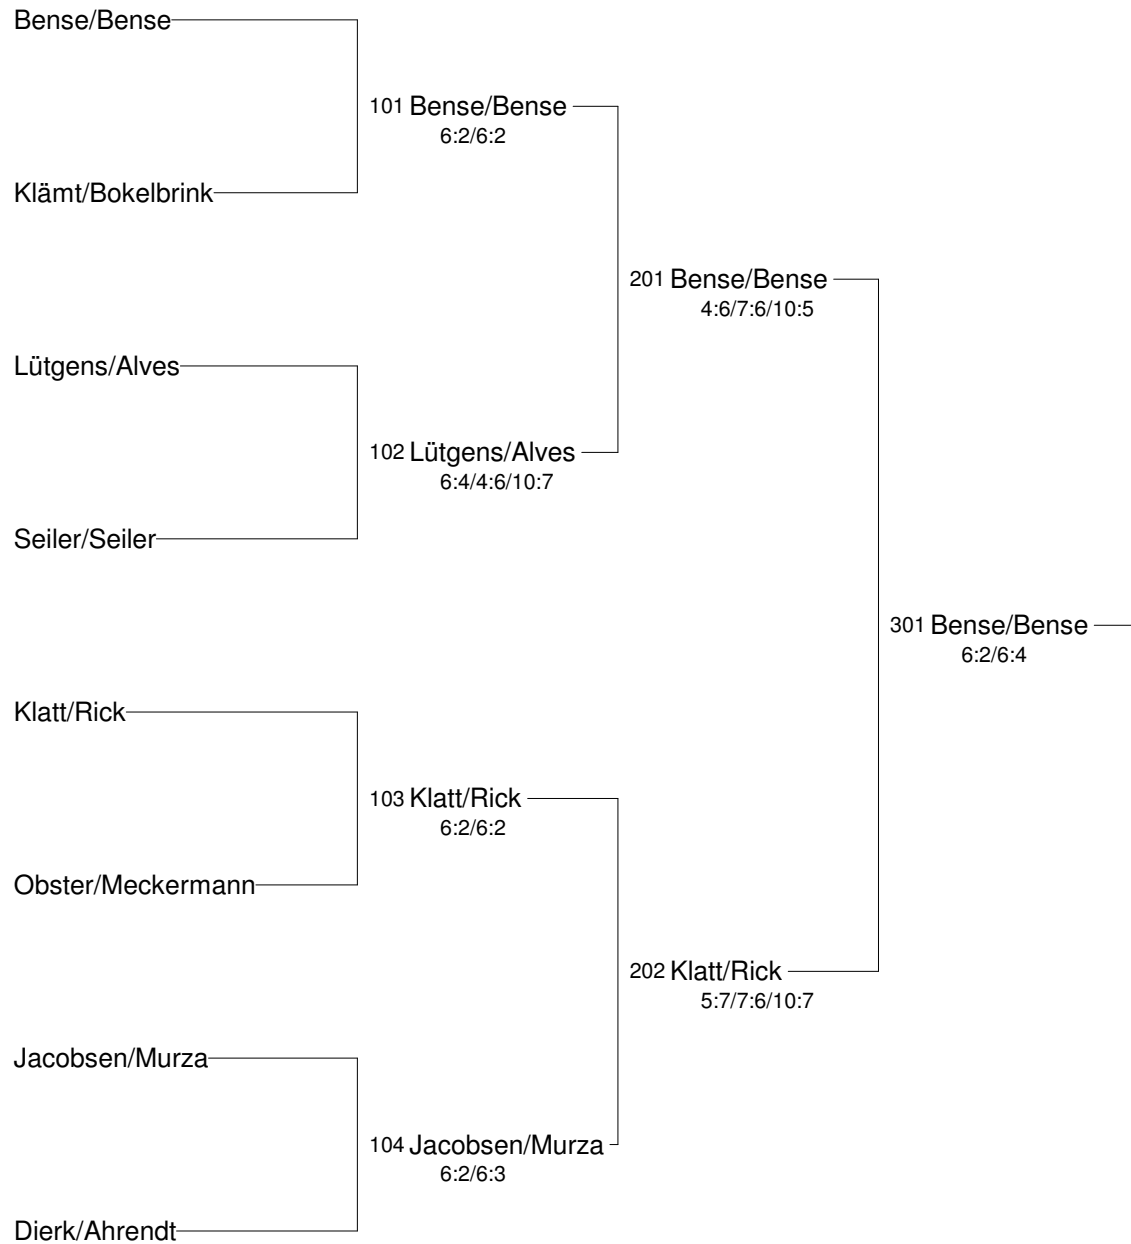 Bense/Bense
101 Bense/Bense
6:2/6:2
Klämt/Bokelbrink
201 Bense/Bense
4:6/7:6/10:5
Lütgens/Alves
102 Lütgens/Alves
6:4/4:6/10:7
Seiler/Seiler
301 Bense/Bense
6:2/6:4
Klatt/Rick
103 Klatt/Rick
6:2/6:2
Obster/Meckermann
202 Klatt/Rick
5:7/7:6/10:7
Jacobsen/Murza
104 Jacobsen/Murza
6:2/6:3
Dierk/Ahrendt